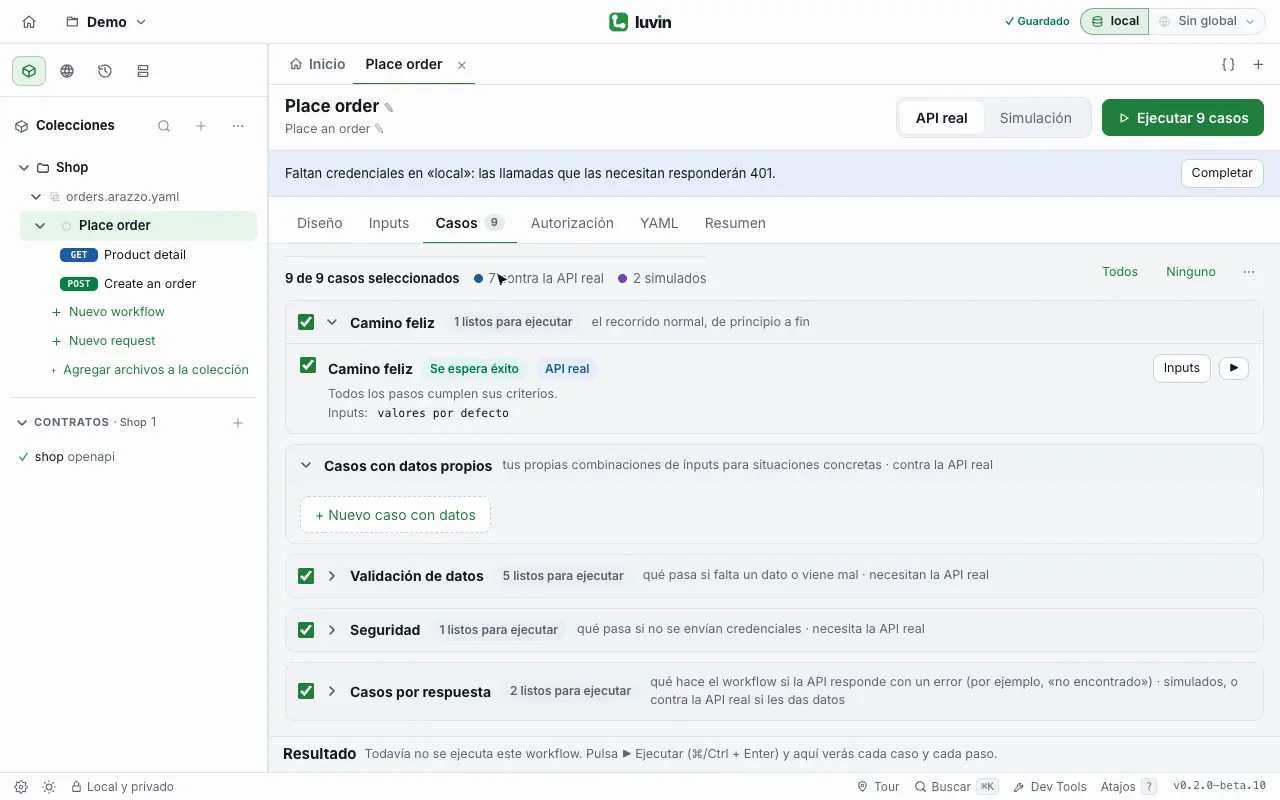 Demo
luvin
Guardado
local
Sin global
Inicio
Place order
Colecciones
Shop
orders.arazzo.yaml
Place order
GET Product detail
POST Create an order
+ Nuevo workflow
+ Nuevo request
+ Agregar archivos a la colección
CONTRATOS · Shop 1
shop openapi
Place order
Place an order
API real
Simulación
Ejecutar 9 casos
Faltan credenciales en «local»: las llamadas que las necesitan responderán 401.
Completar
Diseño
Inputs
Casos 9
Autorización
YAML
Resumen
9 de 9 casos seleccionados
7 contra la API real
2 simulados
Todos
Ninguno
Camino feliz 1 listos para ejecutar el recorrido normal, de principio a fin
Camino feliz Se espera éxito API real
Inputs
Todos los pasos cumplen sus criterios.
Inputs: valores por defecto
Casos con datos propios tus propias combinaciones de inputs para situaciones concretas · contra la API real
+ Nuevo caso con datos
Validación de datos 5 listos para ejecutar qué pasa si falta un dato o viene mal · necesitan la API real
Seguridad 1 listos para ejecutar qué pasa si no se envían credenciales · necesita la API real
Casos por respuesta 2 listos para ejecutar qué hace el workflow si la API responde con un error (por ejemplo, «no encontrado») · simulados, o
contra la API real si les das datos
Resultado Todavía no se ejecuta este workflow. Pulsa ▶ Ejecutar (⌘/Ctrl + Enter) y aquí verás cada caso y cada paso.
Local y privado
Tour
Buscar ⌘K
Dev Tools
Atajos ?
v0.2.0-beta.10